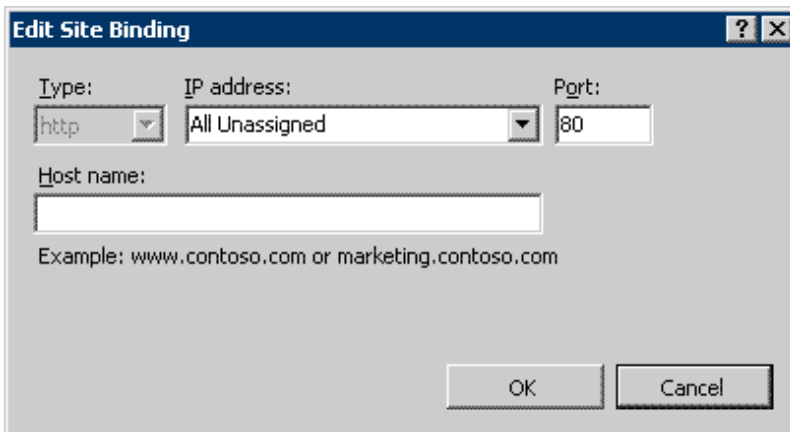 Edit Site Binding
? X
Type: IP address: Port:
http All Unassigned 80
Host name:
Example: www.contoso.com or marketing.contoso.com
OK Cancel